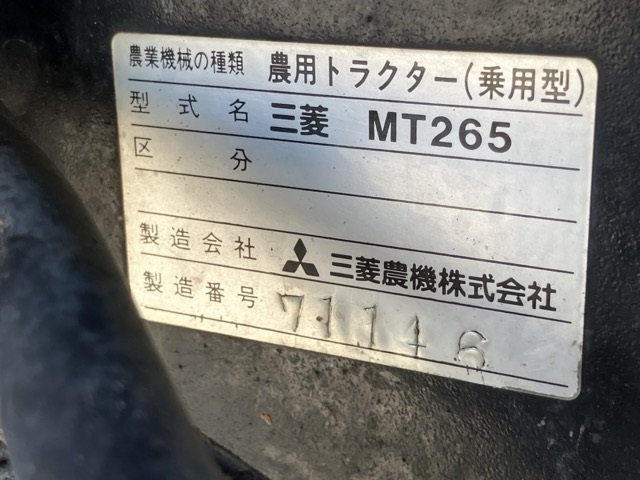 農業機械の種類 農用トラクター(乗用型)
型式名 三菱 MT265
区分
製造会社 三菱農機株式会社
製造番号 71146